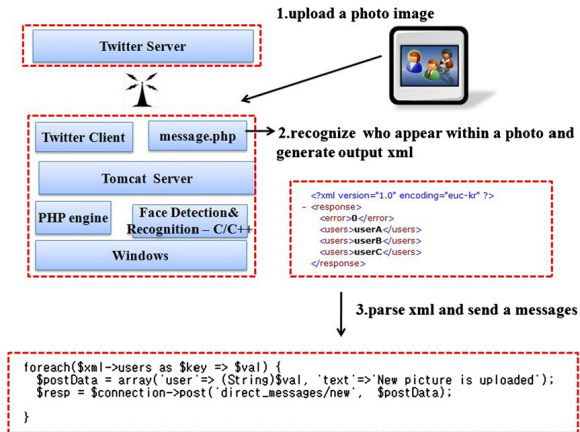 1.upload a photo image
Twitter Server
Twitter Client
message.php
2.recognize who appear within a photo and
generate output xml
Tomcat Server
PHP engine
Face Detection&
Recognition – C/C++
Windows
<?xml version="1.0" encoding="euc-kr" ?>
– <response>
<error>0</error>
<users>userA</users>
<users>userB</users>
<users>userC</users>
</response>
3.parse xml and send a messages
foreach($xml->users as $key => $val) {
$postData = array('user'=> (String)$val, 'text'=>'New picture is uploaded');
$resp = $connection->post('direct_messages/new', $postData);
}